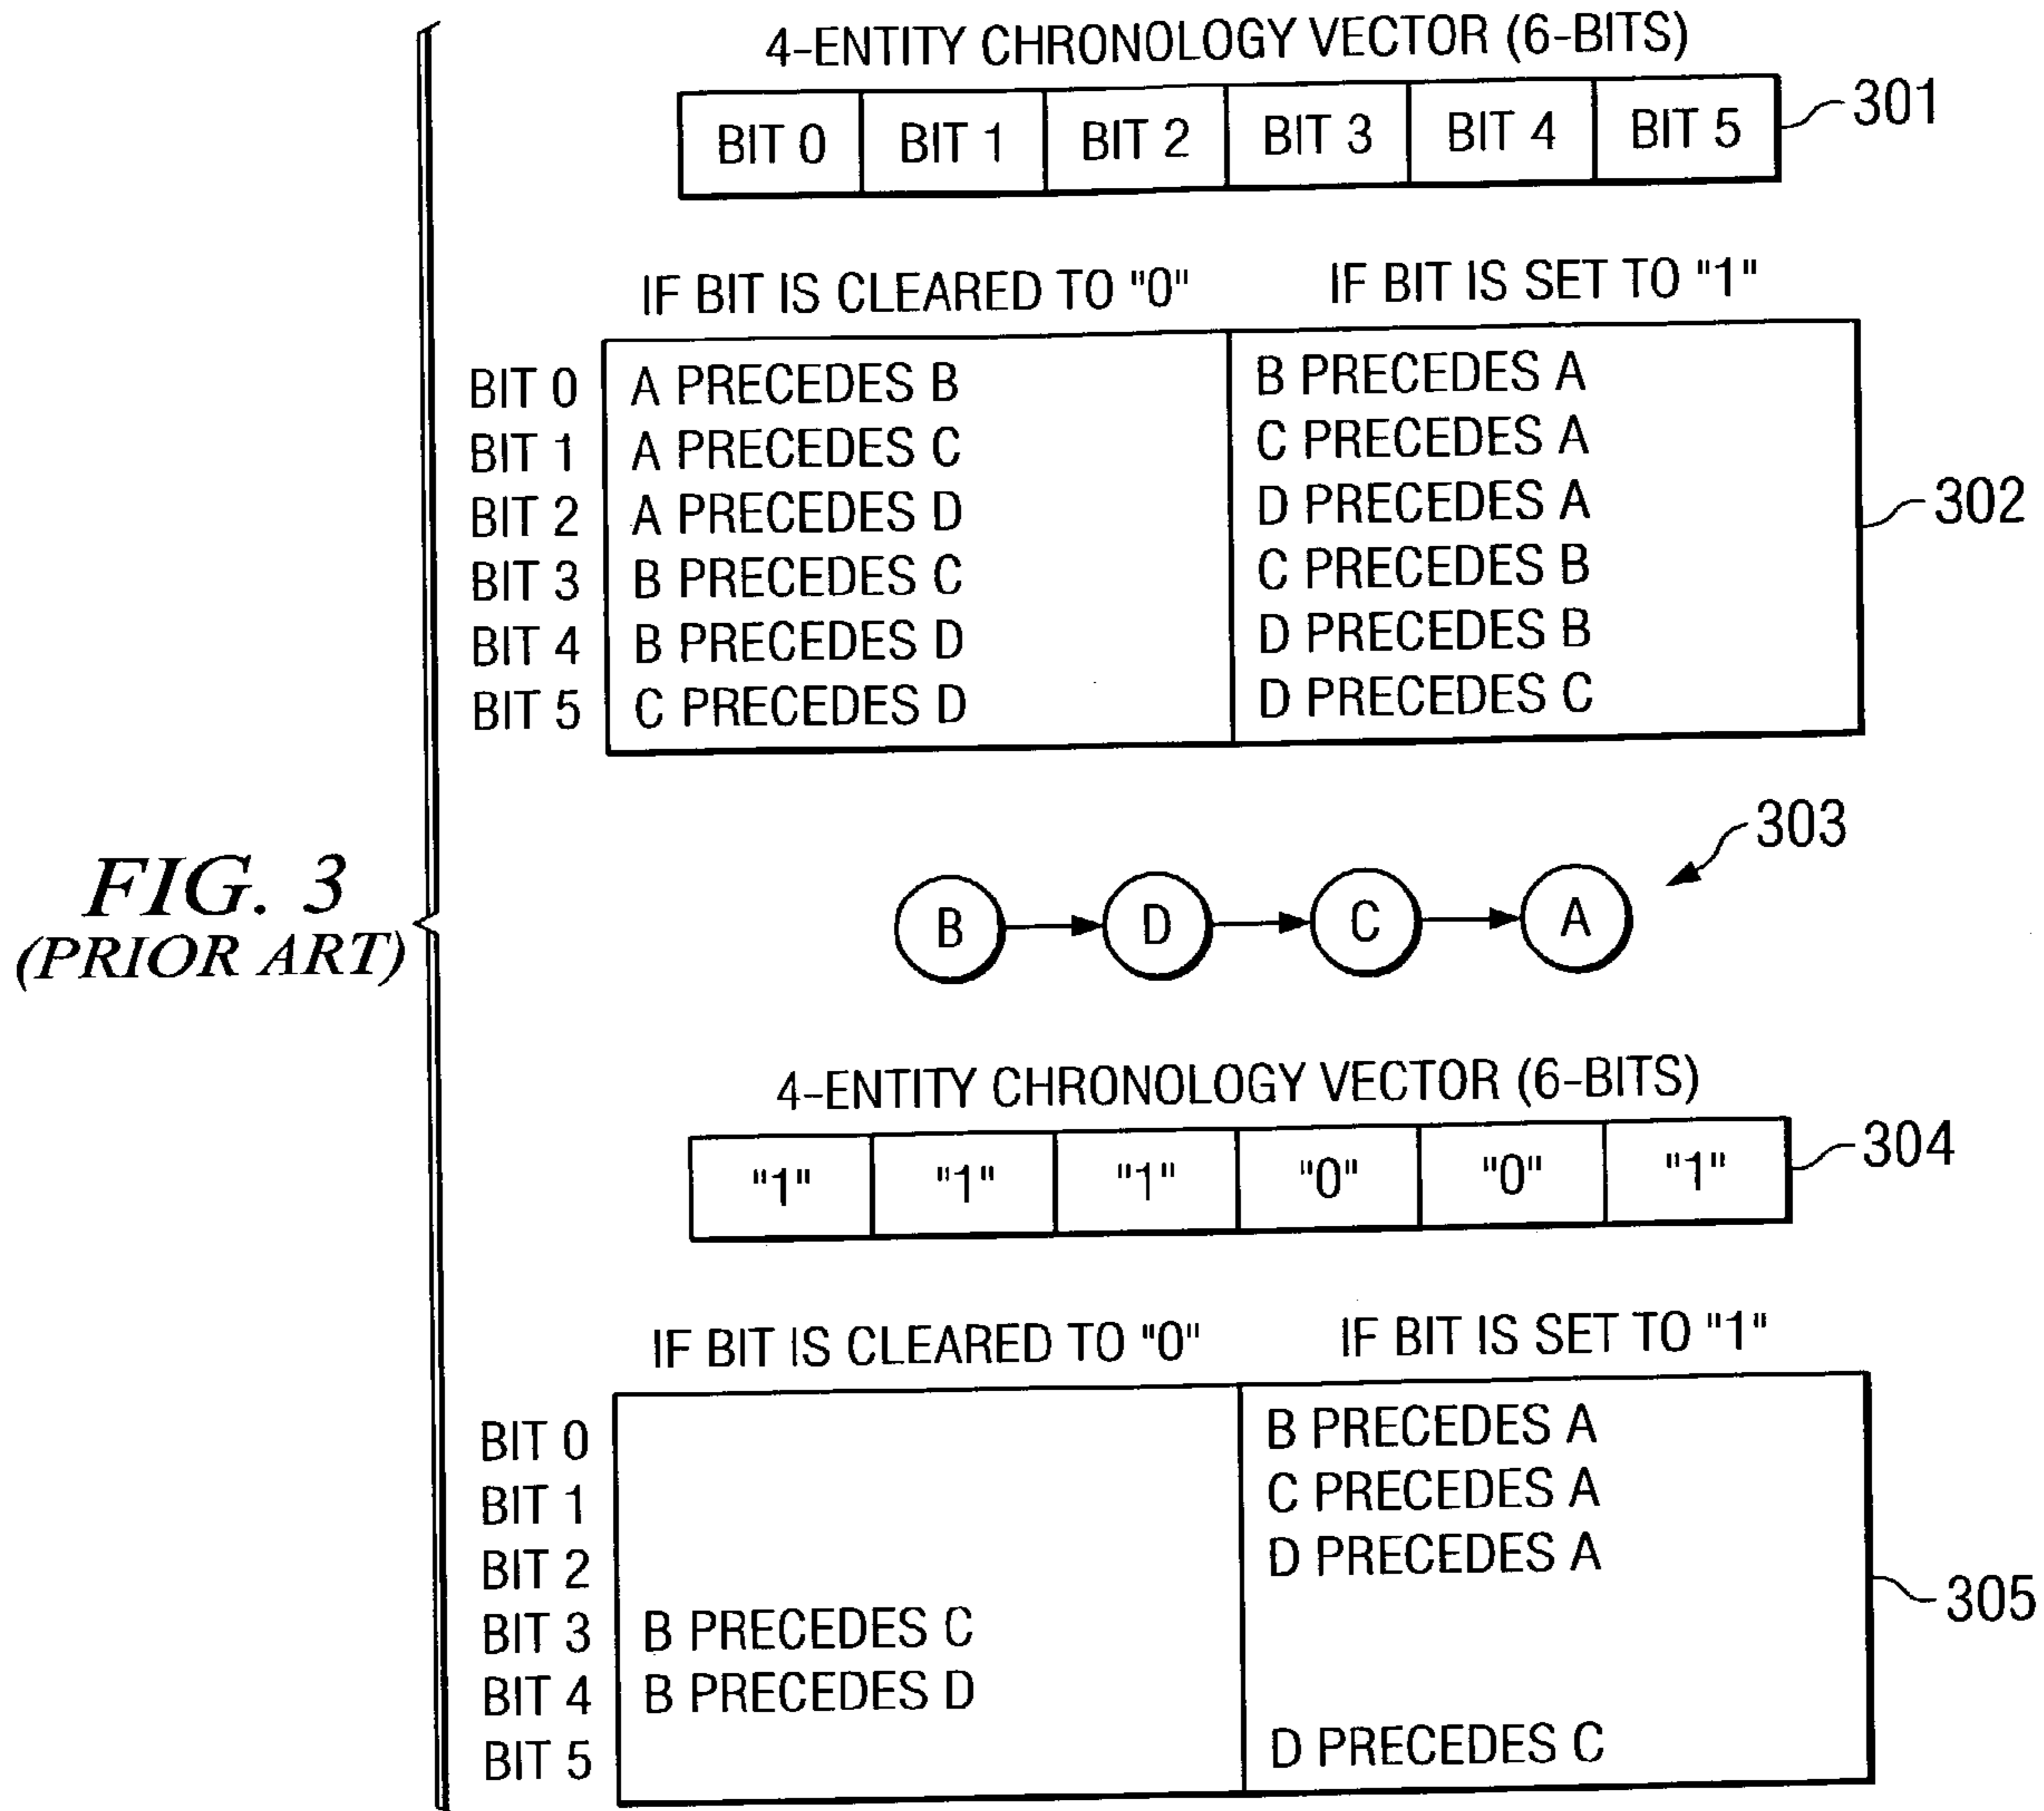 4-ENTITY CHRONOLOGY VECTOR (6-BITS)
BIT 0 BIT 1 BIT 2 BIT 3 BIT 4 BIT 5 301
IF BIT IS CLEARED TO "0" IF BIT IS SET TO "1"
BIT 0 A PRECEDES B B PRECEDES A
BIT 1 A PRECEDES C C PRECEDES A
BIT 2 A PRECEDES D D PRECEDES A
302
BIT 3 B PRECEDES C C PRECEDES B
BIT 4 B PRECEDES D D PRECEDES B
BIT 5 C PRECEDES D D PRECEDES C
303
FIG. 3
(PRIOR ART)
B D C A
4-ENTITY CHRONOLOGY VECTOR (6-BITS)
"1" "1" "1" "0" "0" "1" 304
IF BIT IS CLEARED TO "0" IF BIT IS SET TO "1"
BIT 0 B PRECEDES A
BIT 1 C PRECEDES A
BIT 2 D PRECEDES A
305
BIT 3 B PRECEDES C
BIT 4 B PRECEDES D
BIT 5 D PRECEDES C